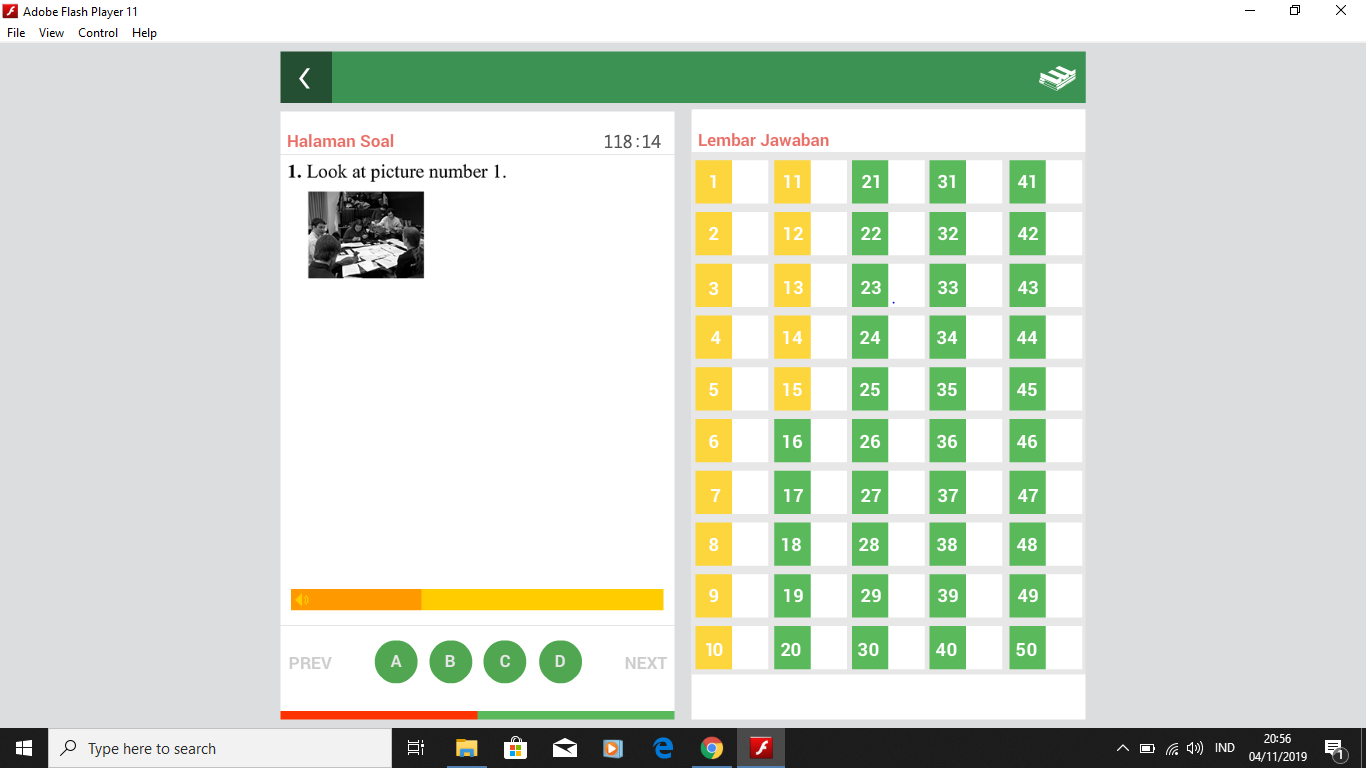 Adobe Flash Player 11
File View Control Help
Halaman Soal 118:14
1. Look at picture number 1.
PREV A B C D NEXT
Lembar Jawaban
1 11 21 31 41
2 12 22 32 42
3 13 23 33 43
4 14 24 34 44
5 15 25 35 45
6 16 26 36 46
7 17 27 37 47
8 18 28 38 48
9 19 29 39 49
10 20 30 40 50
Type here to search
IND
20:56
04/11/2019
1